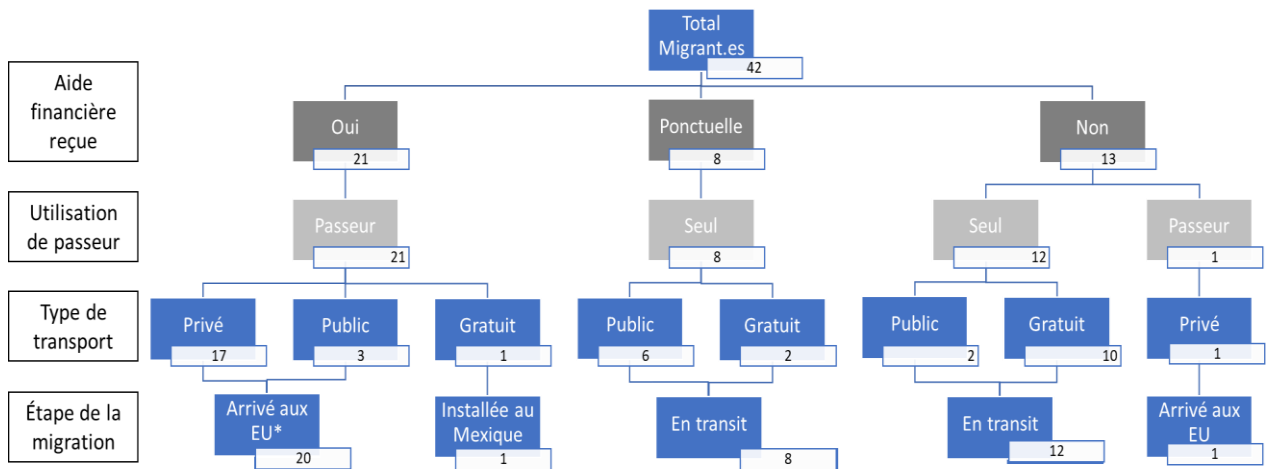 Total
Migrant.es
42
Aide
financière
reçue
Oui
21
Ponctuelle
8
Non
13
Utilisation
de passeur
Passeur
21
Seul
8
Seul
12
Passeur
1
Type de
transport
Privé
17
Public
3
Gratuit
1
Public
6
Gratuit
2
Public
2
Gratuit
10
Privé
1
Étape de la
migration
Arrivé aux
EU*
20
Installée au
Mexique
1
En transit
8
En transit
12
Arrivé aux
EU
1